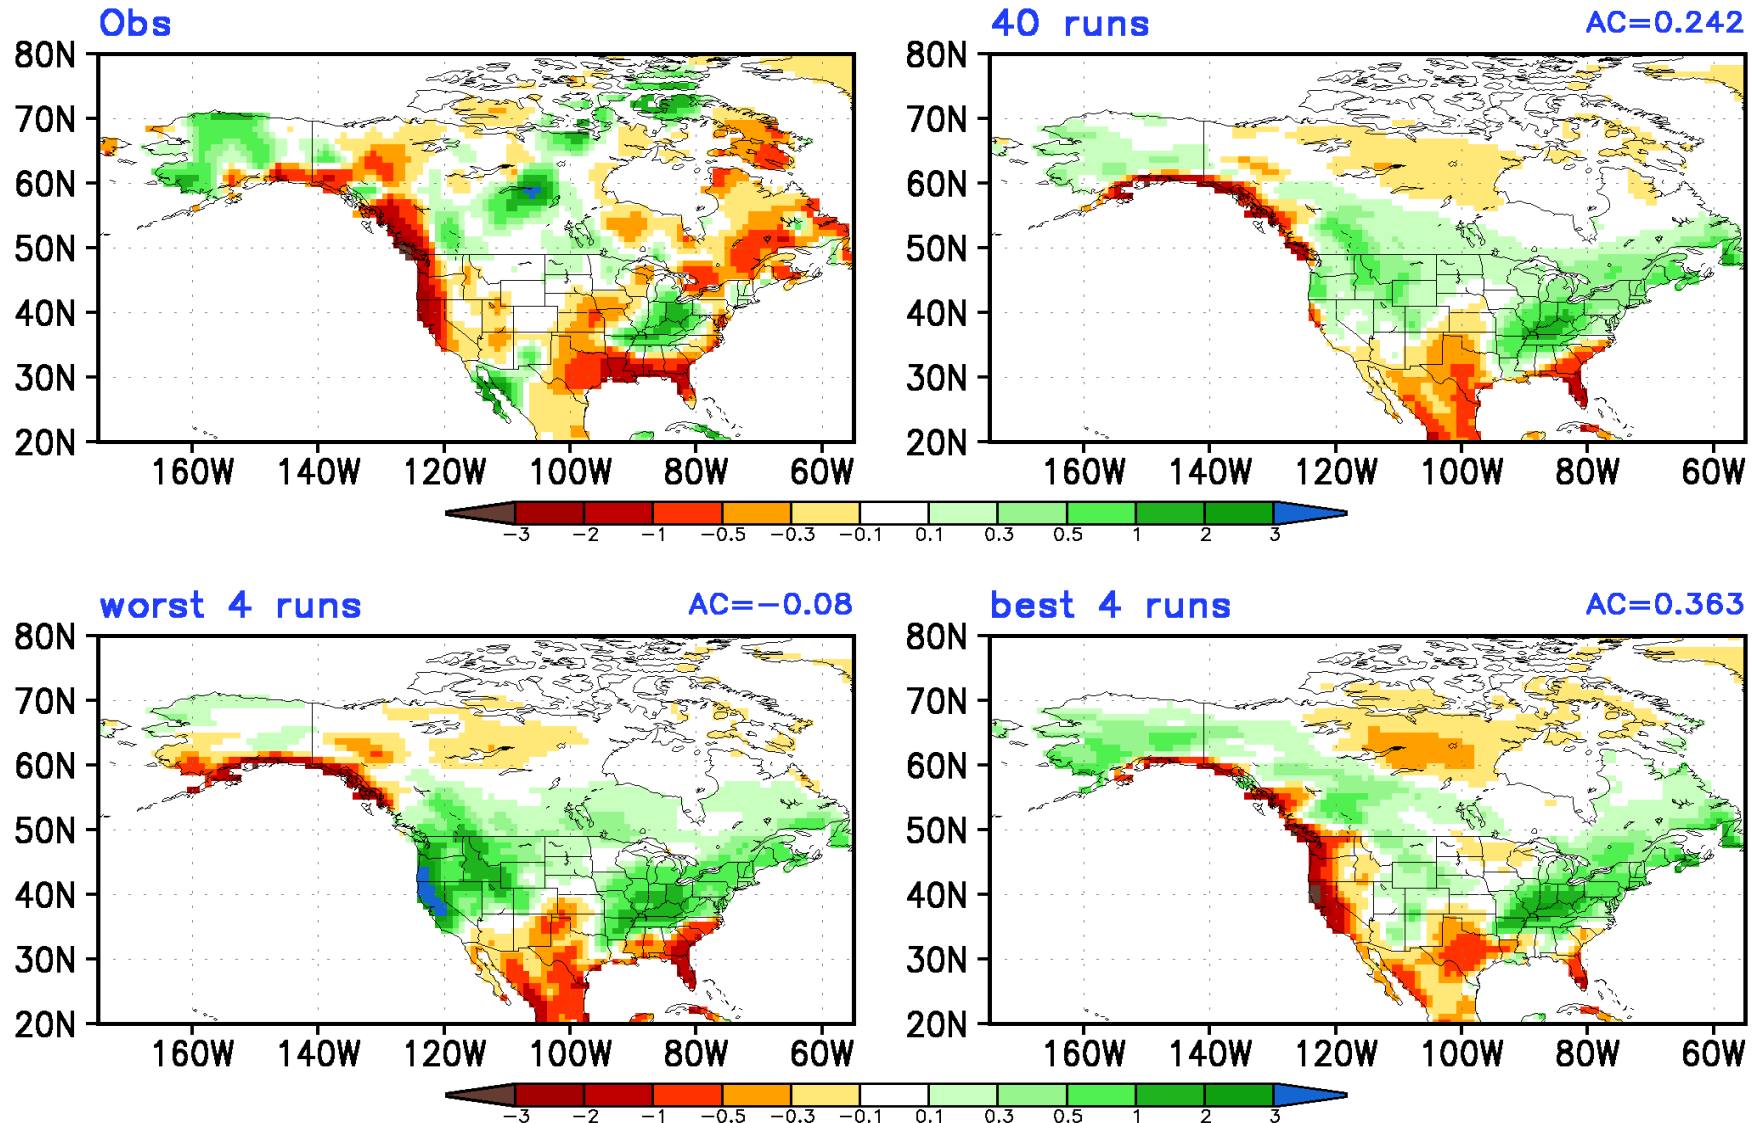 Obs
40 runs AC=0.242
80N 80N
70N 70N
60N 60N
50N 50N
40N 40N
30N 30N
20N 20N
160W 140W 120W 100W 80W 60W 160W 140W 120W 100W 80W 60W
-3 -2 -1 -0.5 -0.3 -0.1 0.1 0.3 0.5 1 2 3
worst 4 runs AC=-0.08
best 4 runs AC=0.363
80N 80N
70N 70N
60N 60N
50N 50N
40N 40N
30N 30N
20N 20N
160W 140W 120W 100W 80W 60W 160W 140W 120W 100W 80W 60W
-3 -2 -1 -0.5 -0.3 -0.1 0.1 0.3 0.5 1 2 3